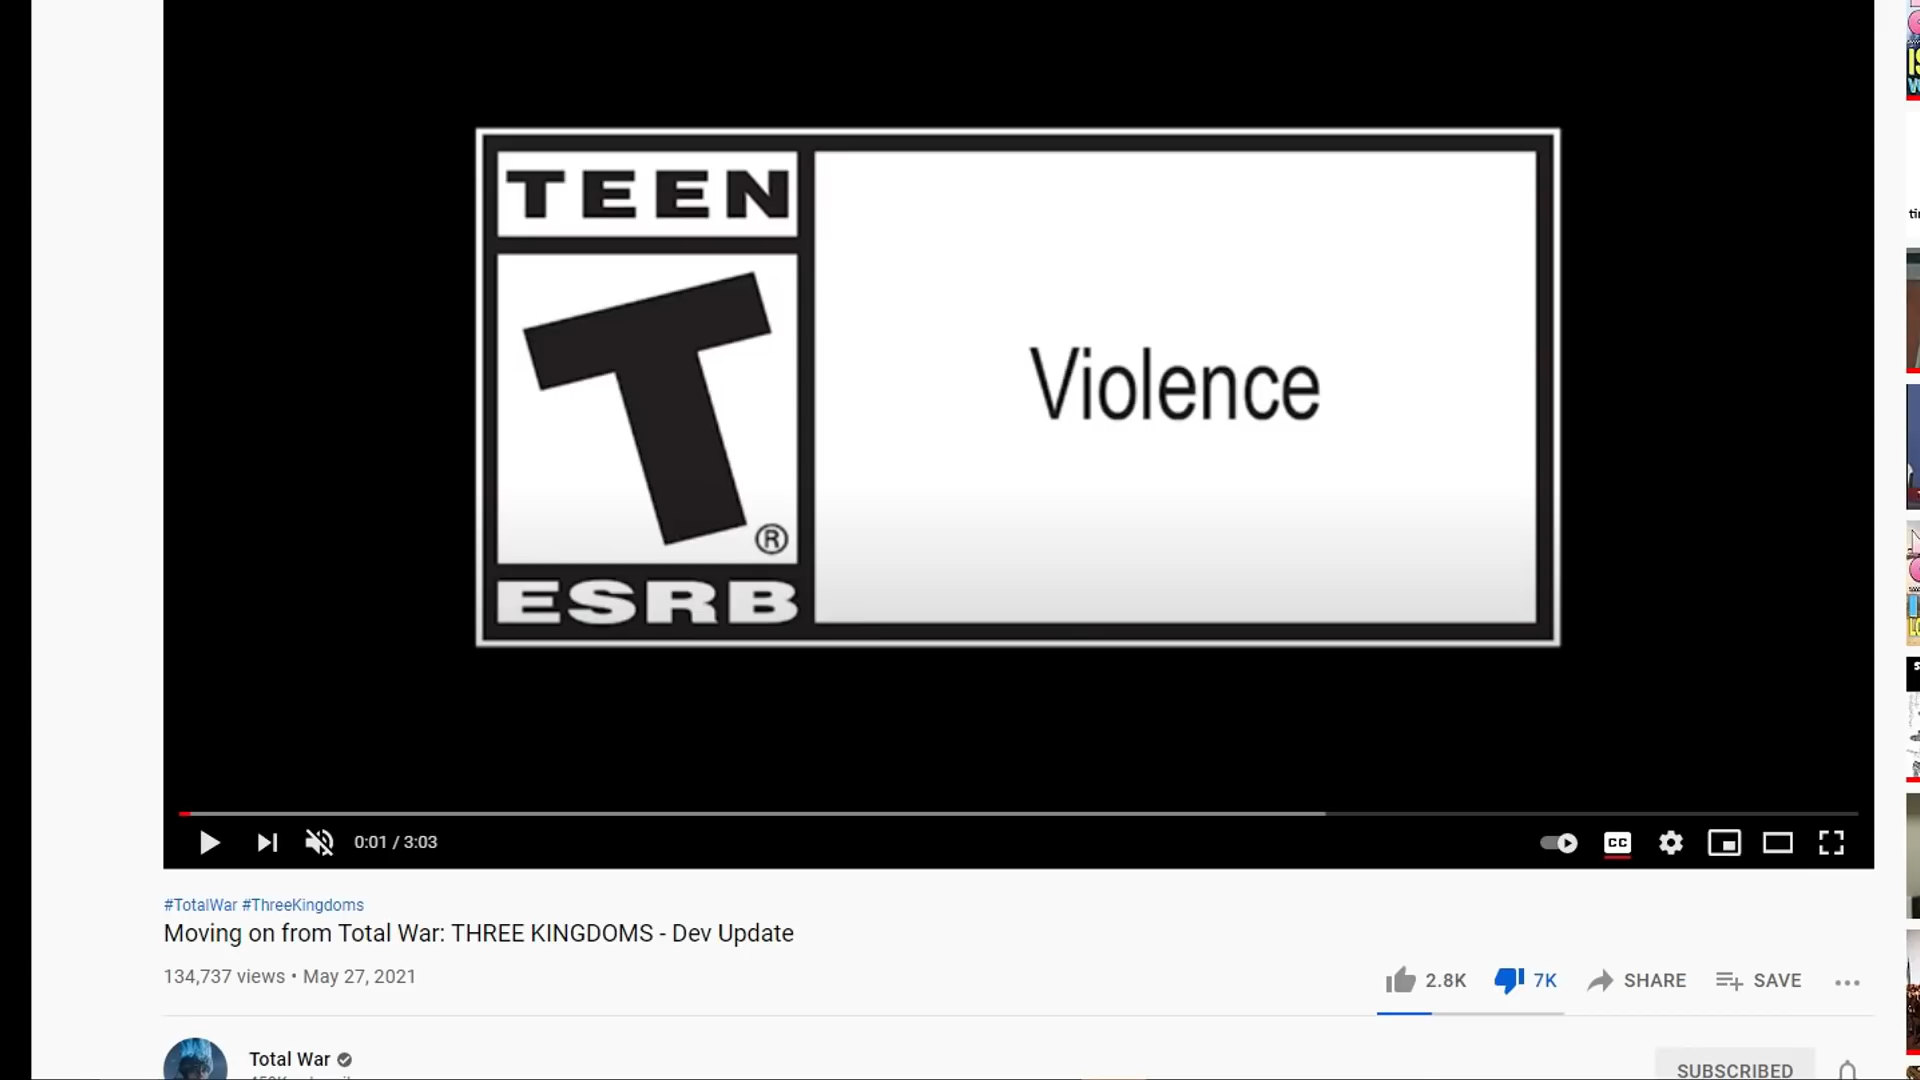 TEEN
T
®
ESRB
Violence
0:01 / 3:03
CC
#TotalWar #ThreeKingdoms
Moving on from Total War: THREE KINGDOMS - Dev Update
134,737 views • May 27, 2021
2.8K
7K
SHARE
SAVE
Total War
SUBSCRIBED